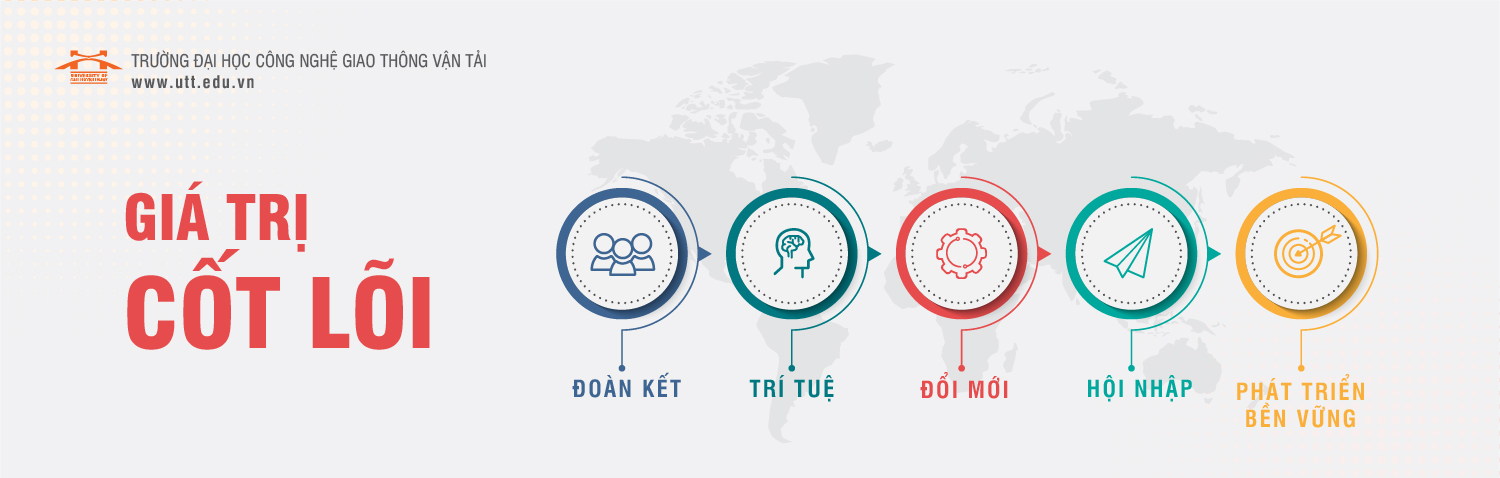 TRƯỜNG ĐẠI HỌC CÔNG NGHỆ GIAO THÔNG VẬN TẢI
www.utt.edu.vn
GIÁ TRỊ
CỐT LÕI
ĐOÀN KẾT
TRÍ TUỆ
ĐỔI MỚI
HỘI NHẬP
PHÁT TRIỂN
BỀN VỮNG